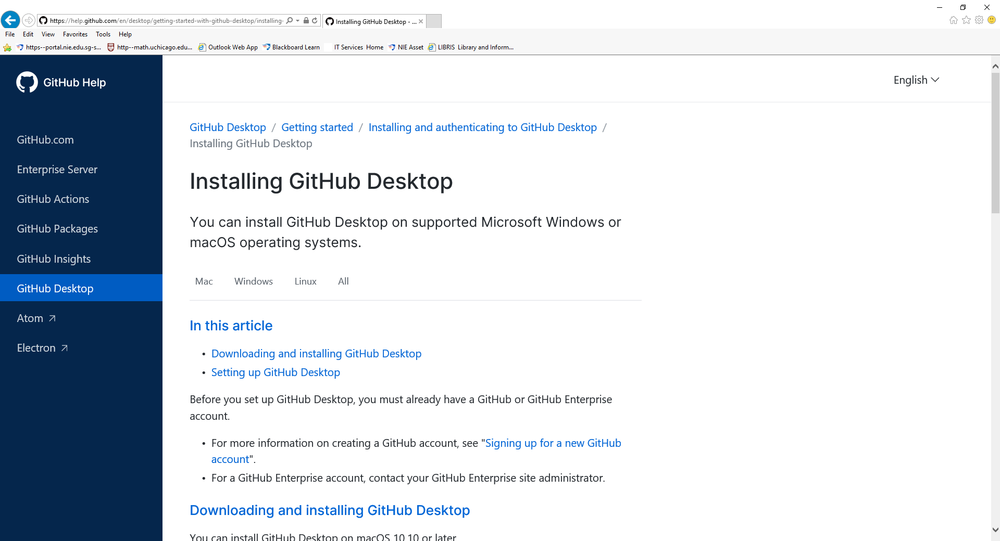 https://help.github.com/en/desktop/getting-started-with-github-desktop/installing-
Installing GitHub Desktop - ...
File Edit View Favorites Tools Help
https--portal.nie.edu.sg-s... http--math.uchicago.edu... Outlook Web App Blackboard Learn IT Services Home NIE Asset LIBRIS Library and Inform...
GitHub Help
English
GitHub.com
Enterprise Server
GitHub Actions
GitHub Packages
GitHub Insights
GitHub Desktop
Atom
Electron
GitHub Desktop / Getting started / Installing and authenticating to GitHub Desktop /
Installing GitHub Desktop
Installing GitHub Desktop
You can install GitHub Desktop on supported Microsoft Windows or
macOS operating systems.
Mac Windows Linux All
In this article
• Downloading and installing GitHub Desktop
• Setting up GitHub Desktop
Before you set up GitHub Desktop, you must already have a GitHub or GitHub Enterprise
account.
• For more information on creating a GitHub account, see "Signing up for a new GitHub
account".
• For a GitHub Enterprise account, contact your GitHub Enterprise site administrator.
Downloading and installing GitHub Desktop
You can install GitHub Desktop on macOS 10.10 or later